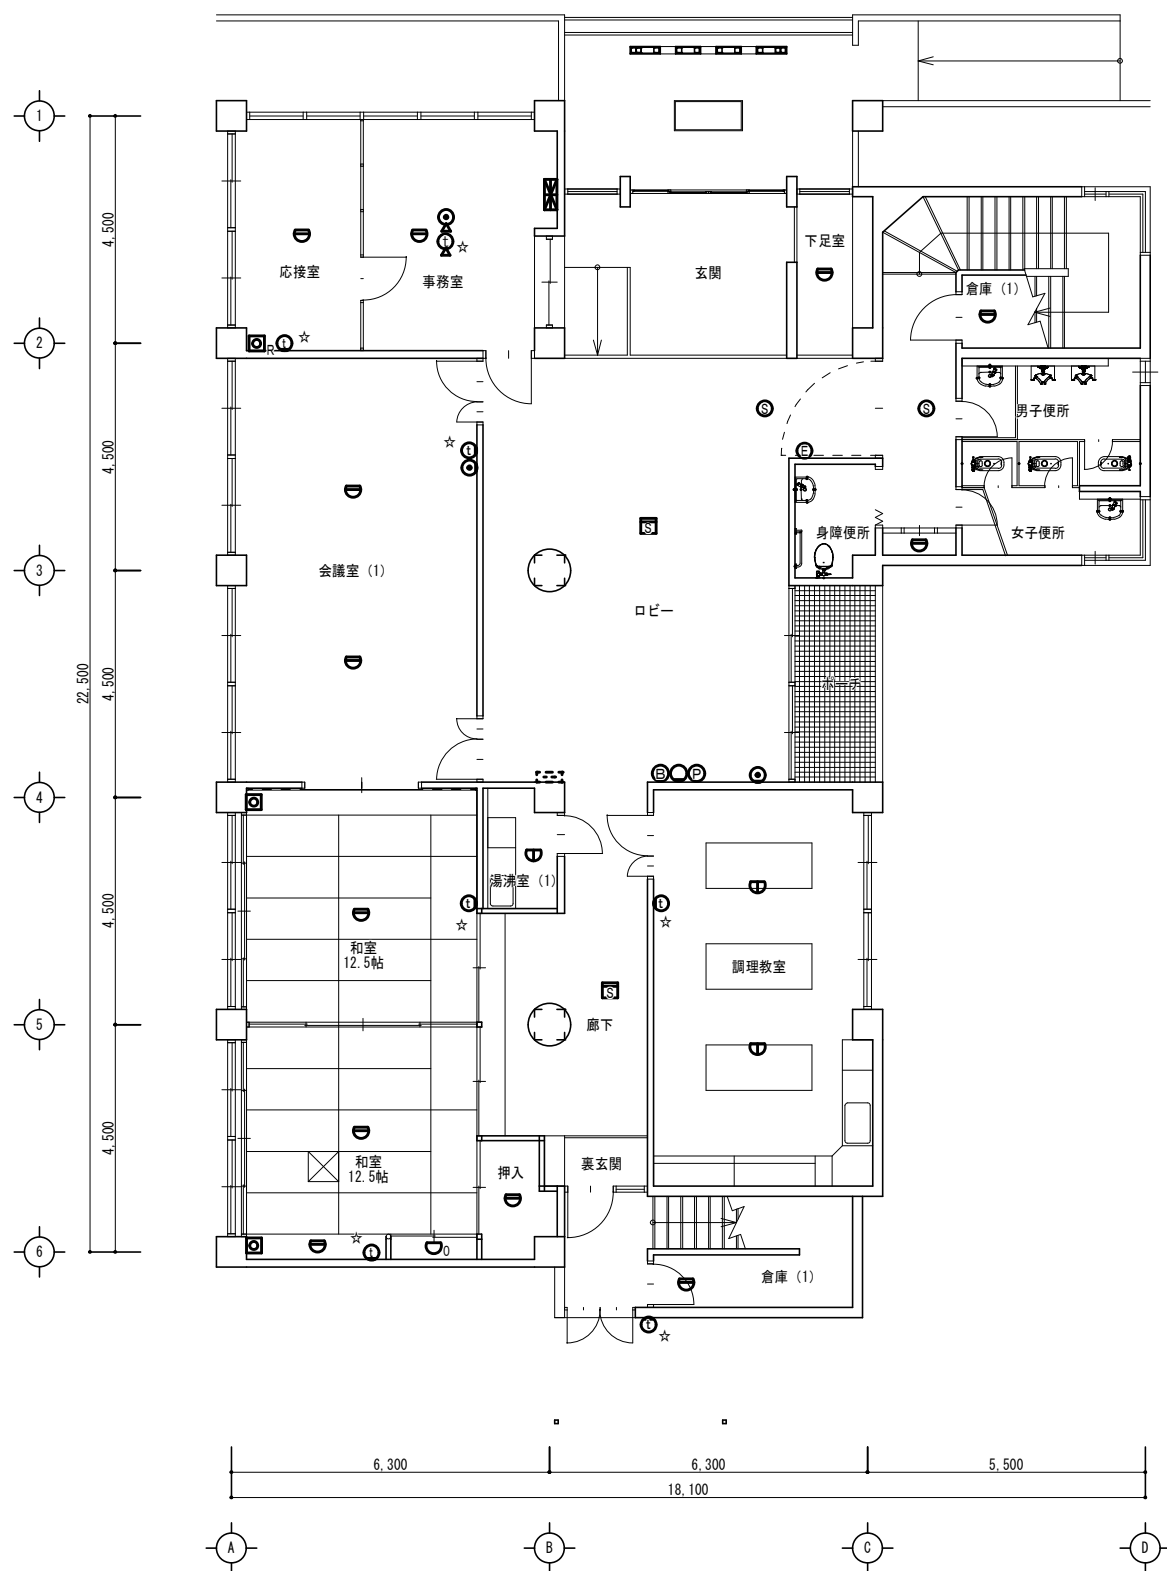 1
4,500
下足室
応接室
事務室
玄関
倉庫 (1)
2
R
t
☆
S
S
男子便所
4,500
☆
t
E
S
身障便所
女子便所
3
会議室 (1)
ロビー
22,500
4,500
ポーチ
B
P
4
湯沸室 (1)
4,500
t
☆
t
☆
和室
12.5帖
調理教室
S
5
廊下
4,500
和室
12.5帖
押入
裏玄関
☆
t
O
6
倉庫 (1)
t
☆
t
☆
6,300
6,300
5,500
18,100
A
B
C
D